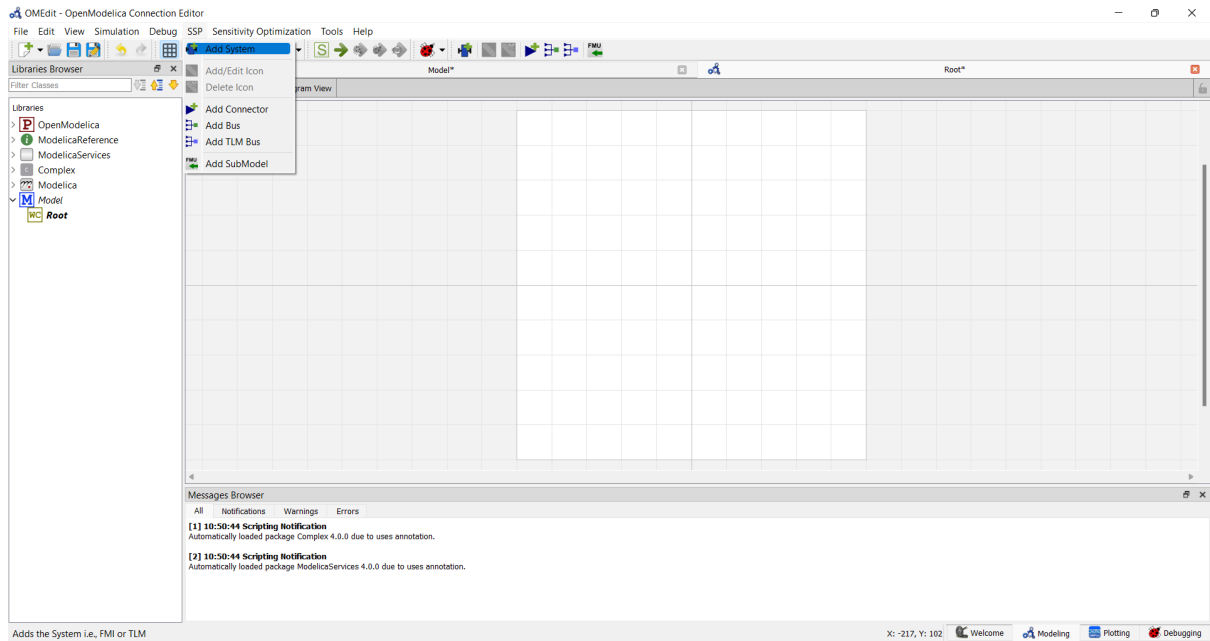 OMEdit - OpenModelica Connection Editor
File Edit View Simulation Debug SSP Sensitivity Optimization Tools Help
S
FMU
Libraries Browser
Model*
Root*
Filter Classes
gram View
Add System
Add/Edit Icon
Delete Icon
Add Connector
Add Bus
Add TLM Bus
FMU Add SubModel
Libraries
P OpenModelica
i ModelicaReference
ModelicaServices
C Complex
Modelica
M Model
WC Root
Messages Browser
All Notifications Warnings Errors
[1] 10:50:44 Scripting Notification
Automatically loaded package Complex 4.0.0 due to uses annotation.
[2] 10:50:44 Scripting Notification
Automatically loaded package ModelicaServices 4.0.0 due to uses annotation.
Adds the System i.e., FMI or TLM
X: -217, Y: 102 Welcome Modeling Plotting Debugging